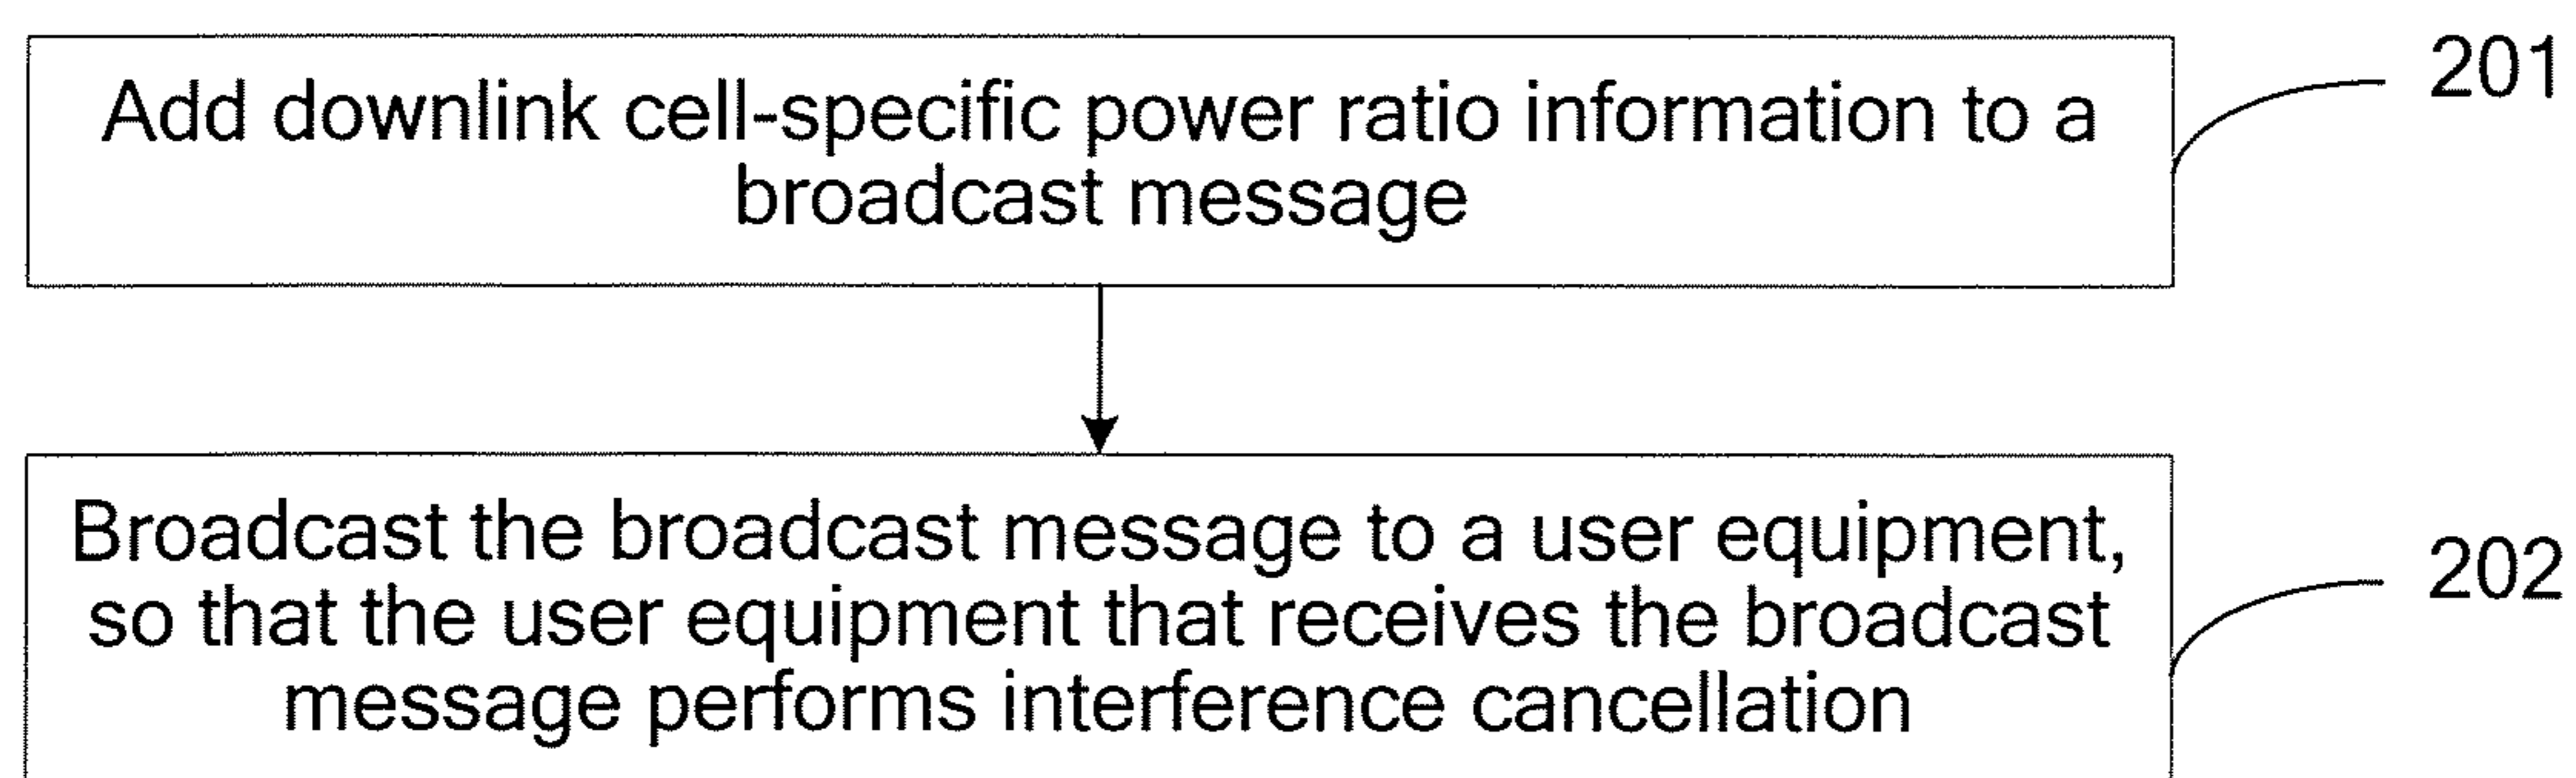 Add downlink cell-specific power ratio information to a
broadcast message
201
Broadcast the broadcast message to a user equipment,
so that the user equipment that receives the broadcast
message performs interference cancellation
202